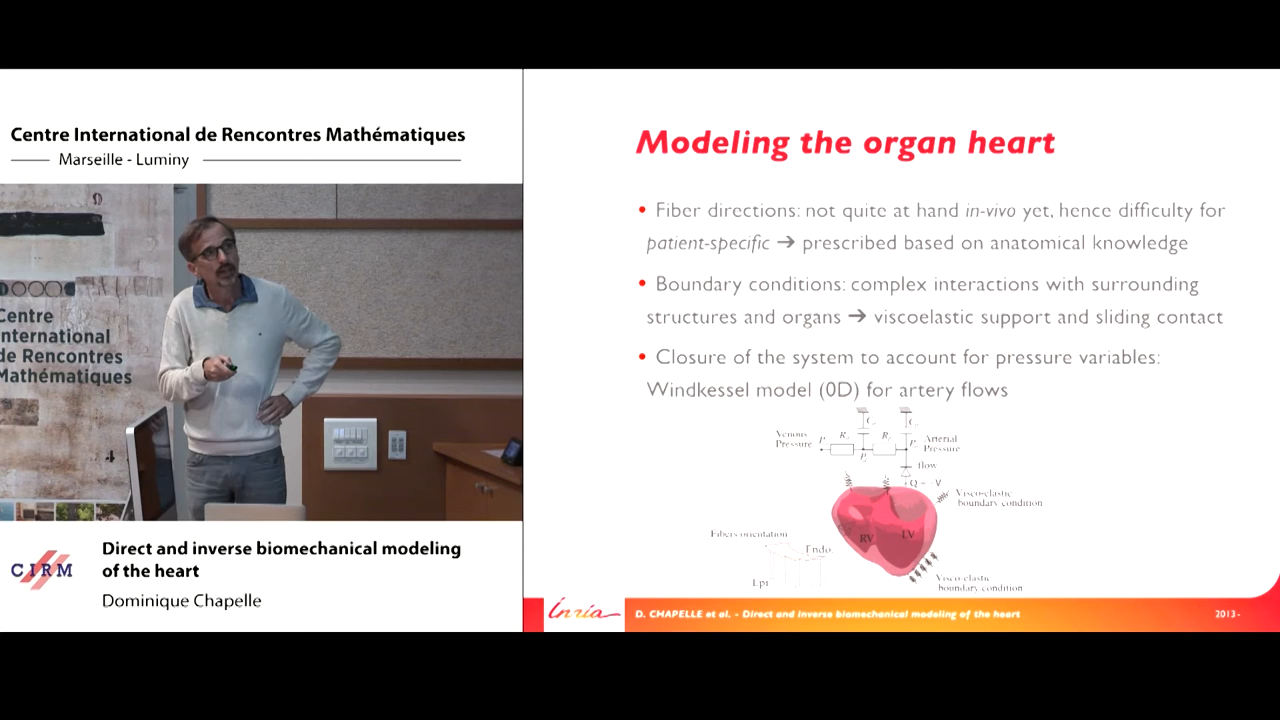 Centre International de Rencontres Mathématiques
Marseille - Luminy
Centre
International
de Rencontres
Mathématiques
CIRM
Direct and inverse biomechanical modeling
of the heart
Dominique Chapelle
Modeling the organ heart
• Fiber directions: not quite at hand in-vivo yet, hence difficulty for
patient-specific ➔ prescribed based on anatomical knowledge
• Boundary conditions: complex interactions with surrounding
structures and organs ➔ viscoelastic support and sliding contact
• Closure of the system to account for pressure variables:
Windkessel model (0D) for artery flows
Venous
Pressure
Arterial
Pressure
flow
Visco-elastic
boundary condition
RV
LV
Fibers orientation
Endo.
Visco-elastic
boundary condition
Inria
D. CHAPELLE et al. - Direct and inverse biomechanical modeling of the heart
2013-